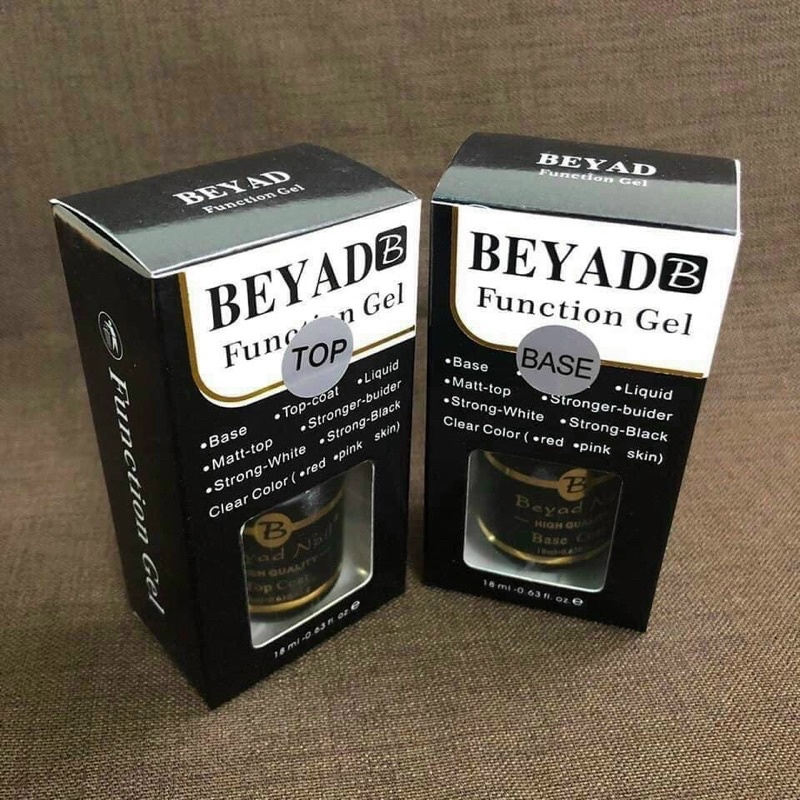 BEYAD
Function Gel
BEYAD B
Function Gel
TOP
•Base •Top-coat •Liquid
•Matt-top •Stronger-buider
•Strong-White •Strong-Black
Clear Color ( •red •pink skin)
B
HIGH QUALITY
18 ml -0.63 fl. oz. e
Function Gel
BEYAD
Function Gel
BEYAD B
Function Gel
BASE
•Base •Liquid
•Matt-top •Stronger-buider
•Strong-White •Strong-Black
Clear Color ( •red •pink skin)
B
Beyad
HIGH
Base
18 ml -0.63 fl. oz. e